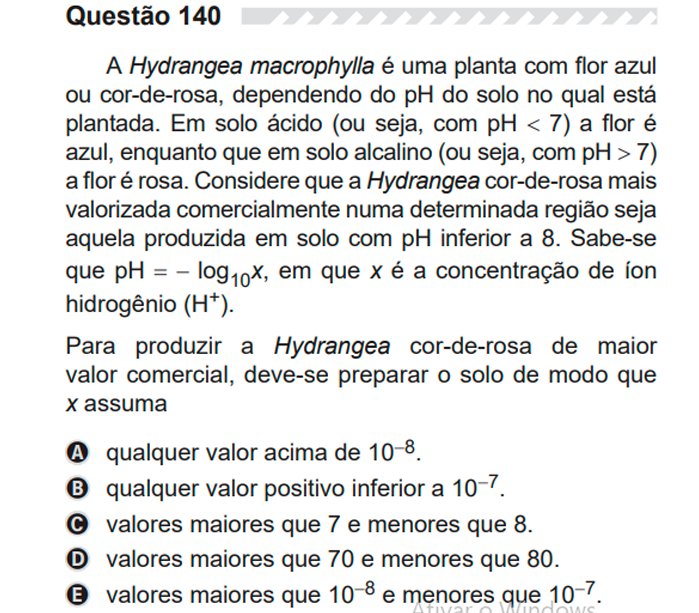 Questão 140
A Hydrangea macrophylla é uma planta com flor azul
ou cor-de-rosa, dependendo do pH do solo no qual está
plantada. Em solo ácido (ou seja, com pH < 7) a flor é
azul, enquanto que em solo alcalino (ou seja, com pH > 7)
a flor é rosa. Considere que a Hydrangea cor-de-rosa mais
valorizada comercialmente numa determinada região seja
aquela produzida em solo com pH inferior a 8. Sabe-se
que pH = − log₁₀x, em que x é a concentração de íon
hidrogênio (H⁺).
Para produzir a Hydrangea cor-de-rosa de maior
valor comercial, deve-se preparar o solo de modo que
x assuma
A qualquer valor acima de 10⁻⁸.
B qualquer valor positivo inferior a 10⁻⁷.
C valores maiores que 7 e menores que 8.
D valores maiores que 70 e menores que 80.
E valores maiores que 10⁻⁸ e menores que 10⁻⁷.
Ativar o Windows